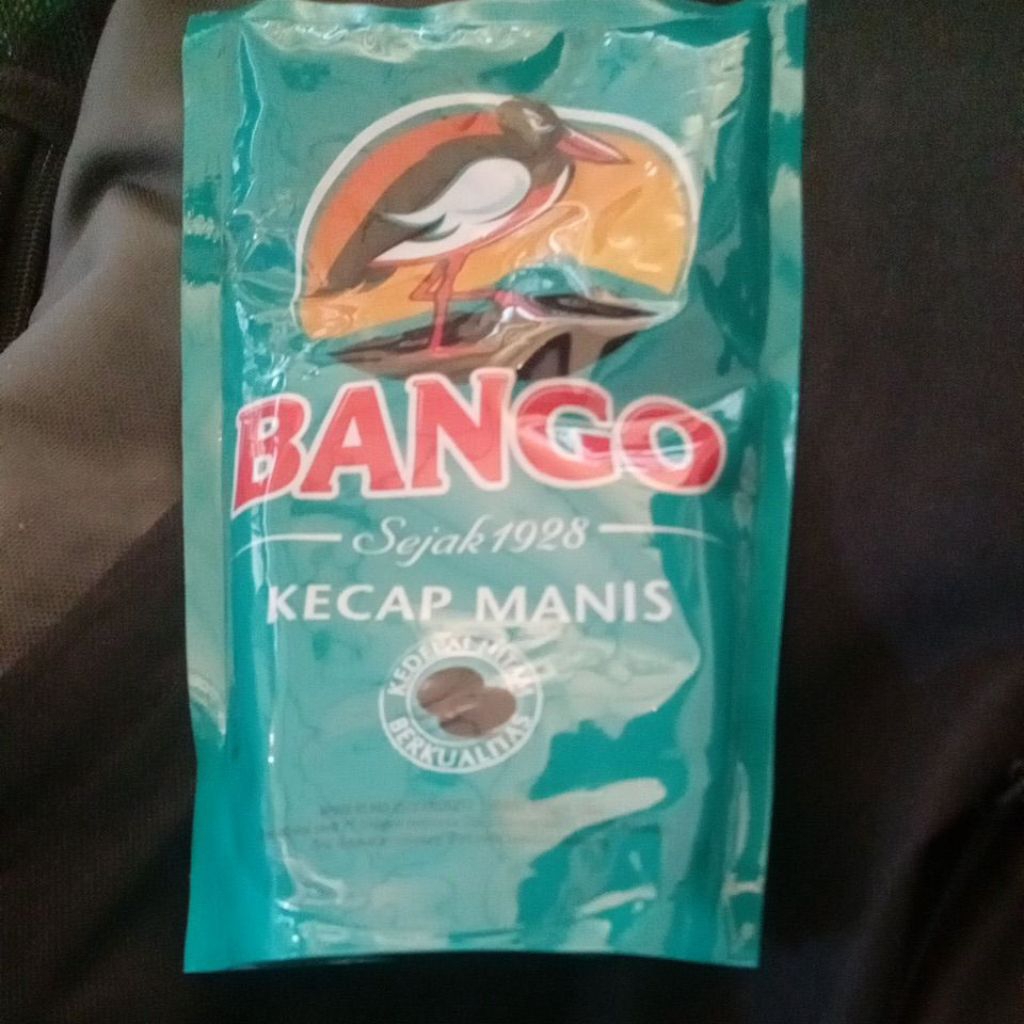 BANGO
Sejak 1928
KECAP MANIS
KEDELAI HITAM
BERKUALITAS